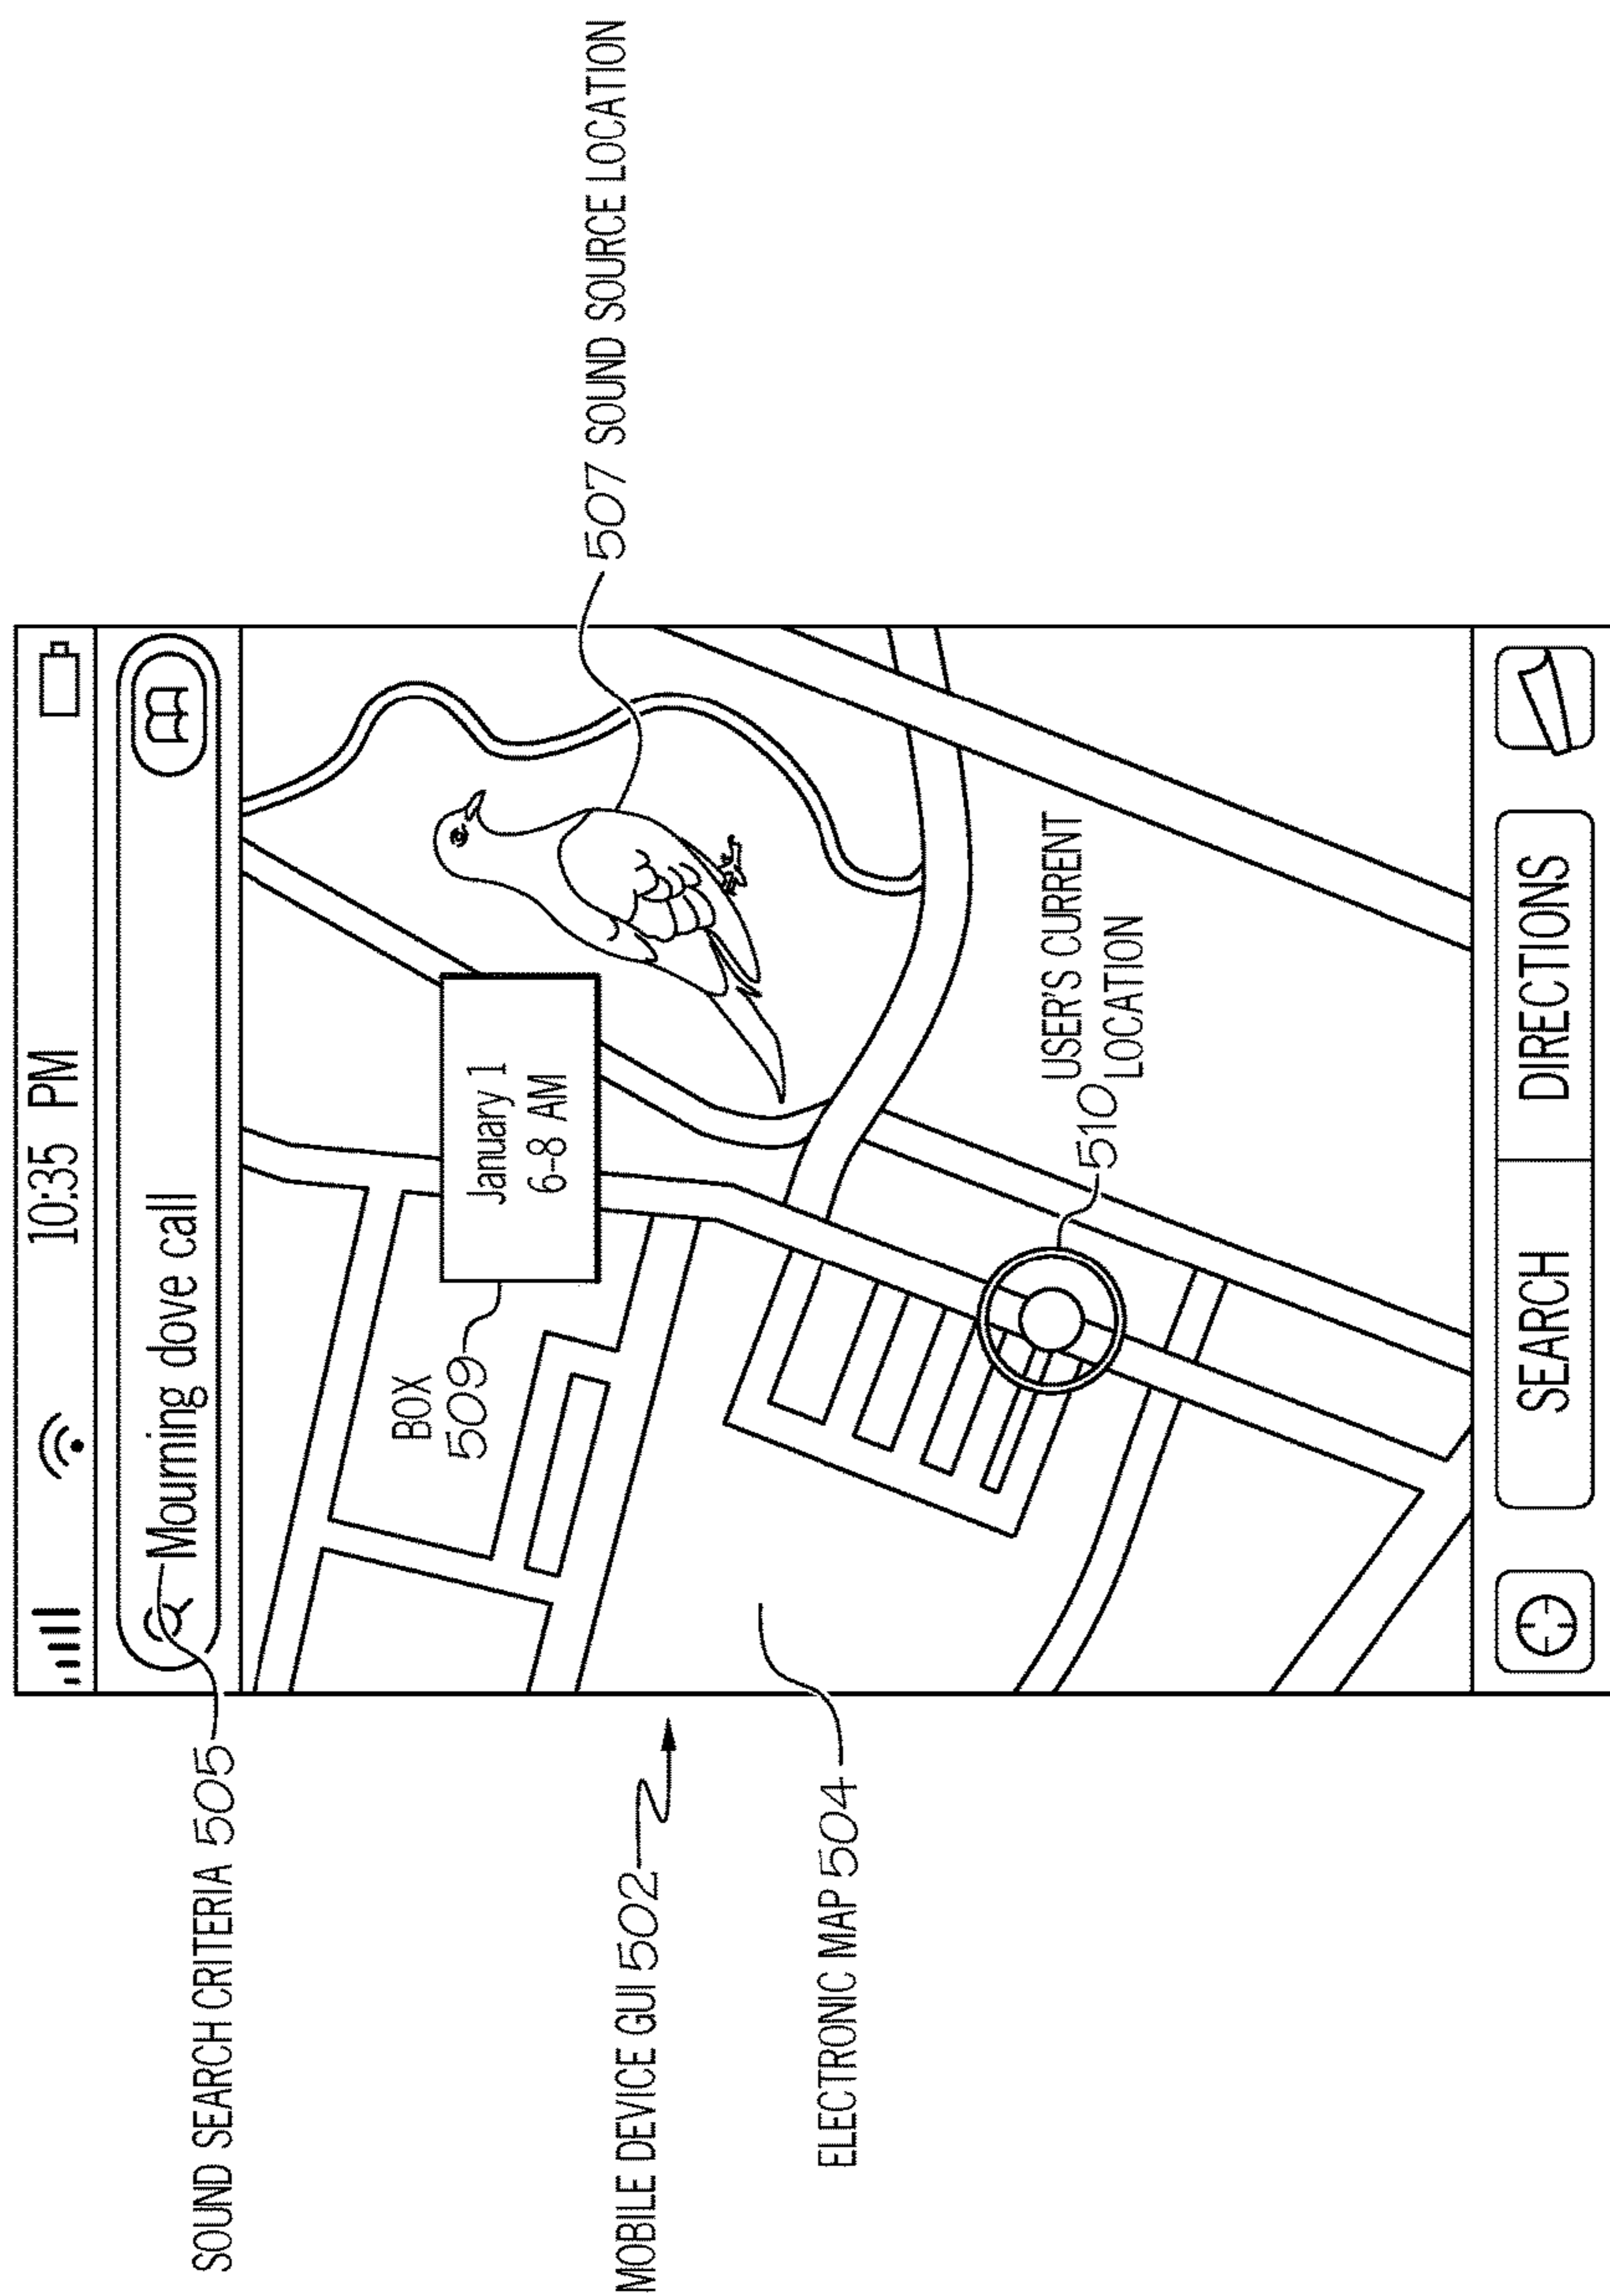 10:35 PM
Mourning dove call
SOUND SEARCH CRITERIA 505
January 1
6-8 AM
BOX
509
507 SOUND SOURCE LOCATION
MOBILE DEVICE GUI 502
ELECTRONIC MAP 504
510 USER'S CURRENT
LOCATION
SEARCH
DIRECTIONS